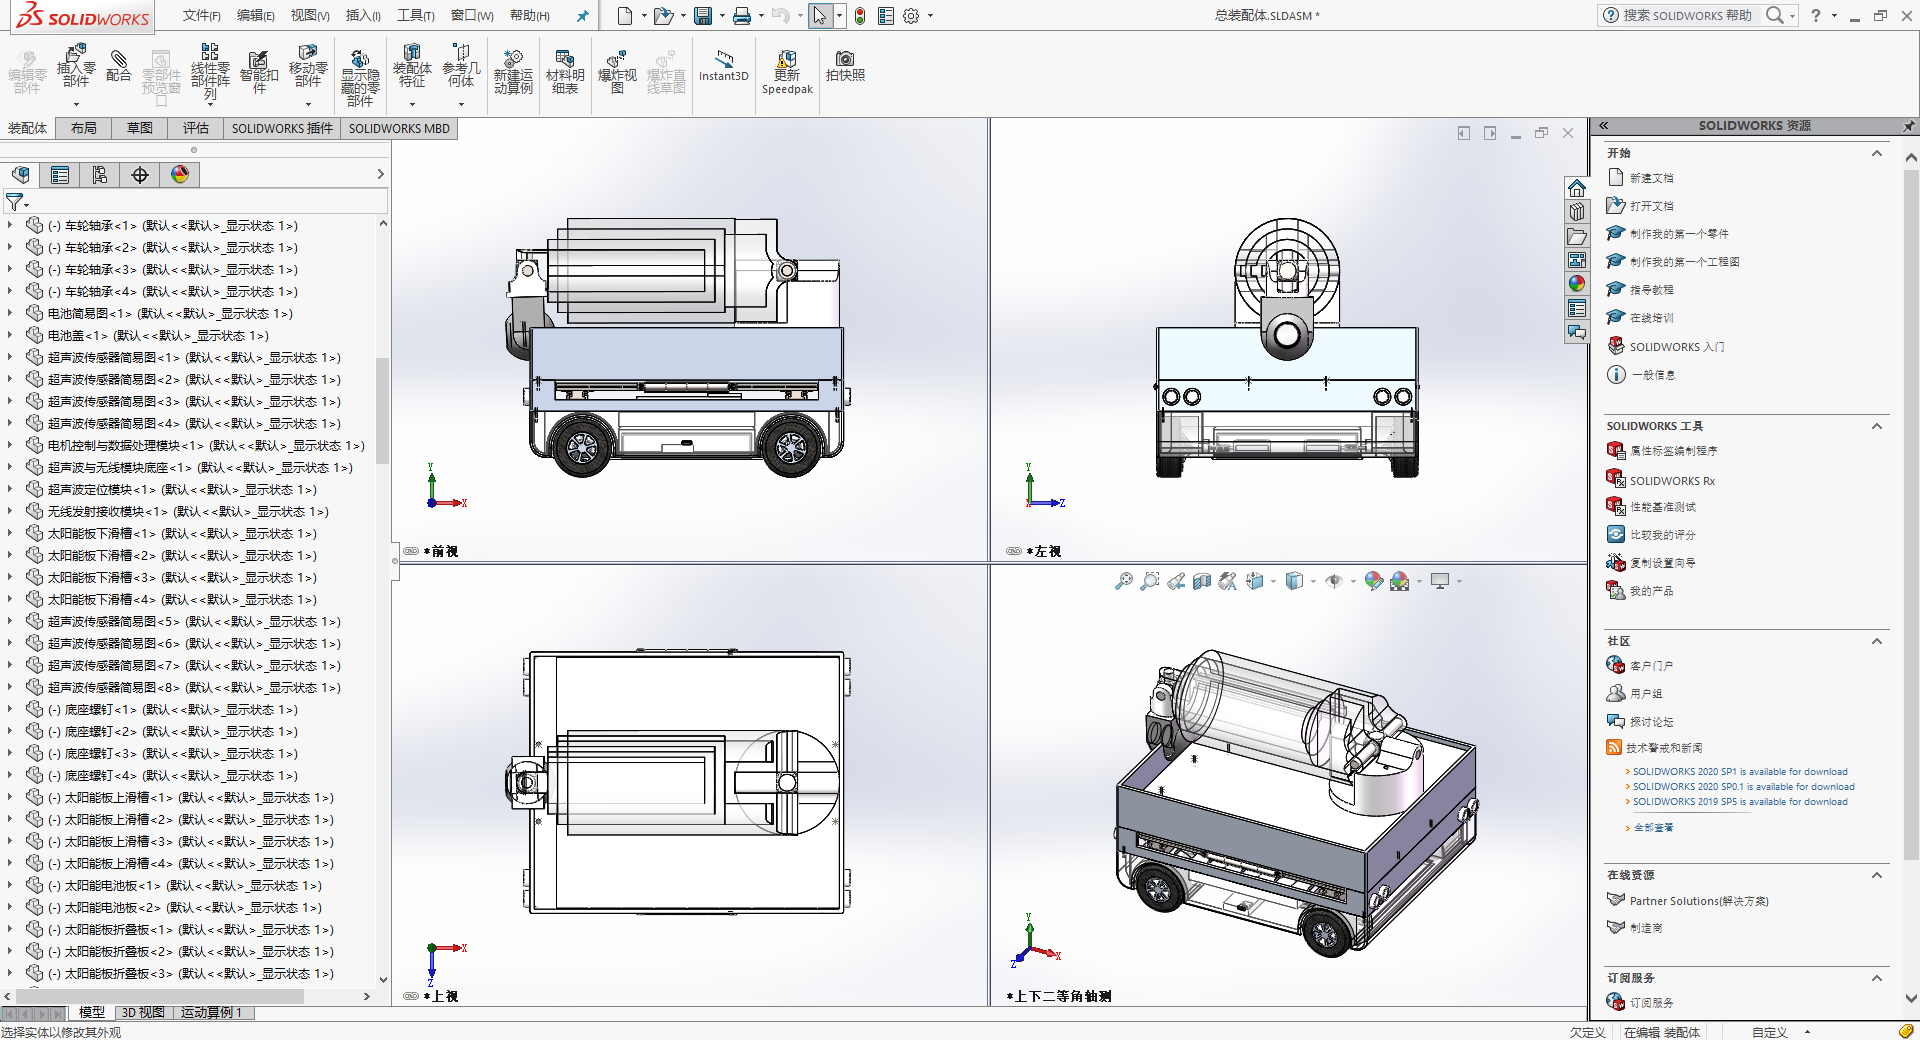 SOLIDWORKS
文件(F)
编辑(E)
视图(V)
插入(I)
工具(T)
窗口(W)
帮助(H)
总装配体.SLDASM *
搜索 SOLIDWORKS 帮助
编辑零部件
插入零部件
配合
零部件预览窗口
线性零部件阵列
智能扣件
移动零部件
显示隐藏的零部件
装配体特征
参考几何体
新建运动算例
材料明细表
爆炸视图
爆炸直线草图
Instant3D
更新 Speedpak
拍快照
装配体
布局
草图
评估
SOLIDWORKS 插件
SOLIDWORKS MBD
(-) 车轮轴承<1> (默认<<默认>_显示状态 1>)
(-) 车轮轴承<2> (默认<<默认>_显示状态 1>)
(-) 车轮轴承<3> (默认<<默认>_显示状态 1>)
(-) 车轮轴承<4> (默认<<默认>_显示状态 1>)
电池简易图<1> (默认<<默认>_显示状态 1>)
电池盖<1> (默认<<默认>_显示状态 1>)
超声波传感器简易图<1> (默认<<默认>_显示状态 1>)
超声波传感器简易图<2> (默认<<默认>_显示状态 1>)
超声波传感器简易图<3> (默认<<默认>_显示状态 1>)
超声波传感器简易图<4> (默认<<默认>_显示状态 1>)
电机控制与数据处理模块<1> (默认<<默认>_显示状态 1>)
超声波与无线模块底座<1> (默认<<默认>_显示状态 1>)
超声波定位模块<1> (默认<<默认>_显示状态 1>)
无线发射接收模块<1> (默认<<默认>_显示状态 1>)
太阳能板下滑槽<1> (默认<<默认>_显示状态 1>)
太阳能板下滑槽<2> (默认<<默认>_显示状态 1>)
太阳能板下滑槽<3> (默认<<默认>_显示状态 1>)
太阳能板下滑槽<4> (默认<<默认>_显示状态 1>)
超声波传感器简易图<5> (默认<<默认>_显示状态 1>)
超声波传感器简易图<6> (默认<<默认>_显示状态 1>)
超声波传感器简易图<7> (默认<<默认>_显示状态 1>)
超声波传感器简易图<8> (默认<<默认>_显示状态 1>)
(-) 底座螺钉<1> (默认<<默认>_显示状态 1>)
(-) 底座螺钉<2> (默认<<默认>_显示状态 1>)
(-) 底座螺钉<3> (默认<<默认>_显示状态 1>)
(-) 底座螺钉<4> (默认<<默认>_显示状态 1>)
(-) 太阳能板上滑槽<1> (默认<<默认>_显示状态 1>)
(-) 太阳能板上滑槽<2> (默认<<默认>_显示状态 1>)
(-) 太阳能板上滑槽<3> (默认<<默认>_显示状态 1>)
(-) 太阳能板上滑槽<4> (默认<<默认>_显示状态 1>)
(-) 太阳能电池板<1> (默认<<默认>_显示状态 1>)
(-) 太阳能电池板<2> (默认<<默认>_显示状态 1>)
(-) 太阳能板折叠板<1> (默认<<默认>_显示状态 1>)
(-) 太阳能板折叠板<2> (默认<<默认>_显示状态 1>)
(-) 太阳能板折叠板<3> (默认<<默认>_显示状态 1>)
Y
X
*前视
Y
Z
*左视
X
Z
*上视
Y
X
Z
*上下二等角轴测
SOLIDWORKS 资源
开始
新建文档
打开文档
制作我的第一个零件
制作我的第一个工程图
指导教程
在线培训
SOLIDWORKS 入门
一般信息
SOLIDWORKS 工具
属性标签编制程序
SOLIDWORKS Rx
性能基准测试
比较我的评分
复制设置向导
我的产品
社区
客户门户
用户组
探讨论坛
技术警戒和新闻
SOLIDWORKS 2020 SP1 is available for download
SOLIDWORKS 2020 SP0.1 is available for download
SOLIDWORKS 2019 SP5 is available for download
全部查看
在线资源
Partner Solutions(解决方案)
制造商
订阅服务
订阅服务
模型
3D 视图
运动算例 1
选择实体以修改其外观
欠定义
在编辑 装配体
自定义